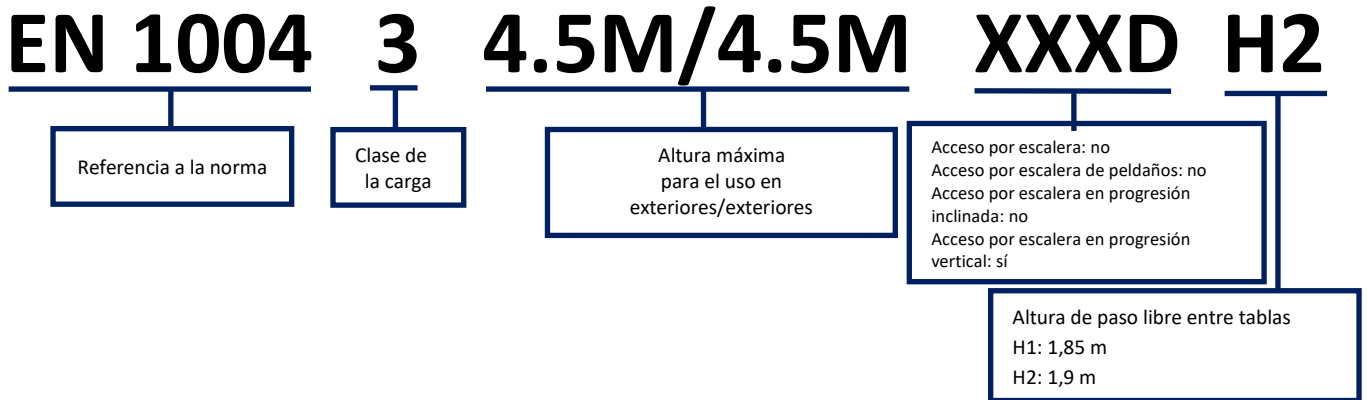 EN 1004 3 4.5M/4.5M XXXD H2
Referencia a la norma
Clase de
la carga
Altura máxima
para el uso en
exteriores/exteriores
Acceso por escalera: no
Acceso por escalera de peldaños: no
Acceso por escalera en progresión
inclinada: no
Acceso por escalera en progresión
vertical: sí
Altura de paso libre entre tablas
H1: 1,85 m
H2: 1,9 m